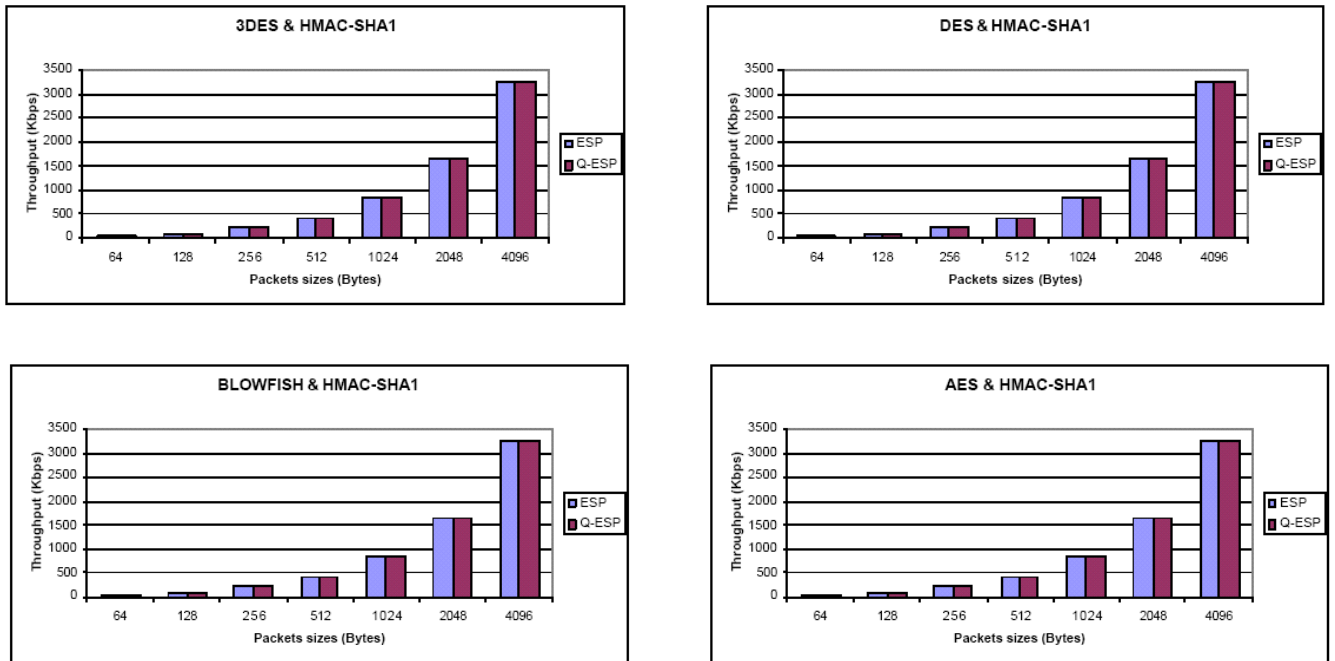 3DES & HMAC-SHA1
Throughput (Kbps)
3500
3000
2500
2000
1500
1000
500
0
64 128 256 512 1024 2048 4096
Packets sizes (Bytes)
ESP
Q-ESP
DES & HMAC-SHA1
Throughput (Kbps)
3500
3000
2500
2000
1500
1000
500
0
64 128 256 512 1024 2048 4096
Packets sizes (Bytes)
ESP
Q-ESP
BLOWFISH & HMAC-SHA1
Throughput (Kbps)
3500
3000
2500
2000
1500
1000
500
0
64 128 256 512 1024 2048 4096
Packets sizes (Bytes)
ESP
Q-ESP
AES & HMAC-SHA1
Throughput (Kbps)
3500
3000
2500
2000
1500
1000
500
0
64 128 256 512 1024 2048 4096
Packets sizes (Bytes)
ESP
Q-ESP